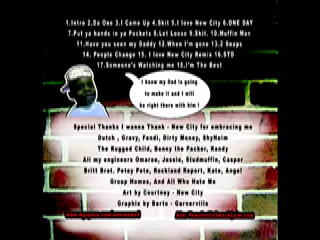 1.Intro 2.Da One 3.I Came Up 4.Skit 5.I love New City 6.ONE DAY
7.Put ya hands in ya Pockets 8.Let Loose 9.Skit. 10.Muffin Man
11.Have you seen my Daddy 12.When I'm gone 13.2 Snaps
14. People Change 15. I love New City Remix 16.STD
17.Someone's Watching me 18.I'm The Best
I know my Dad is going
to make it and I will
be right there with him !
Special Thanks I wanna Thank - New City for embracing me
Dutch , Gravy, Fendi, Dirty Money, ShyHeim
The Rugged Child, Benny the Packer, Randy
All my engineers Omarea, Jessie, Studmuffin, Casper
Britt Brat. Petey Pete, Rockland Report, Kate, Angel
Group Homes, And All Who Hate Me
Art by Courtney - New City
Graphix by Berto - Garnerville